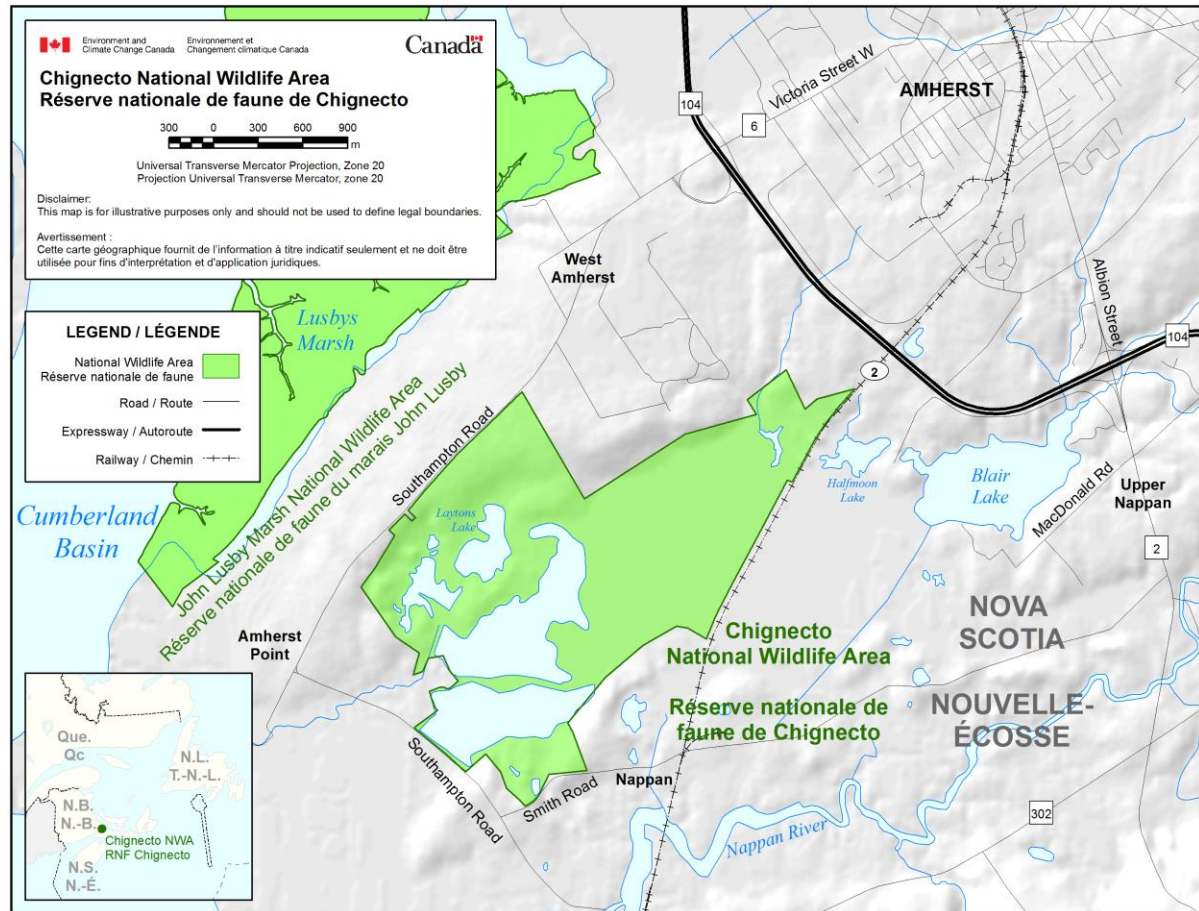 Environment and
Climate Change Canada
Environnement et
Changement climatique Canada
Canada
Chignecto National Wildlife Area
Réserve nationale de faune de Chignecto
300 0 300 600 900
m
Universal Transverse Mercator Projection, Zone 20
Projection Universal Transverse Mercator, zone 20
Disclaimer:
This map is for illustrative purposes only and should not be used to define legal boundaries.
Avertissement :
Cette carte géographique fournit de l'information à titre indicatif seulement et ne doit être
utilisée pour fins d'interprétation et d'application juridiques.
LEGEND / LÉGENDE
National Wildlife Area
Réserve nationale de faune
Road / Route
Expressway / Autoroute
Railway / Chemin
104
6
Victoria Street W
AMHERST
West
Amherst
Albion Street
104
2
Lusbys
Marsh
John Lusby Marsh National Wildlife Area
Réserve nationale de faune du marais John Lusby
Southampton Road
Laytons
Lake
Halfmoon
Lake
Blair
Lake
MacDonald Rd
Upper
Nappan
2
Cumberland
Basin
Amherst
Point
Chignecto
National Wildlife Area
Réserve nationale de
faune de Chignecto
NOVA
SCOTIA
NOUVELLE-
ÉCOSSE
Southampton Road
Smith Road
Nappan
Nappan River
302
Que.
Qc
N.L.
T.-N.-L.
N.B.
N.-B.
Chignecto NWA
RNF Chignecto
N.S.
N.-É.